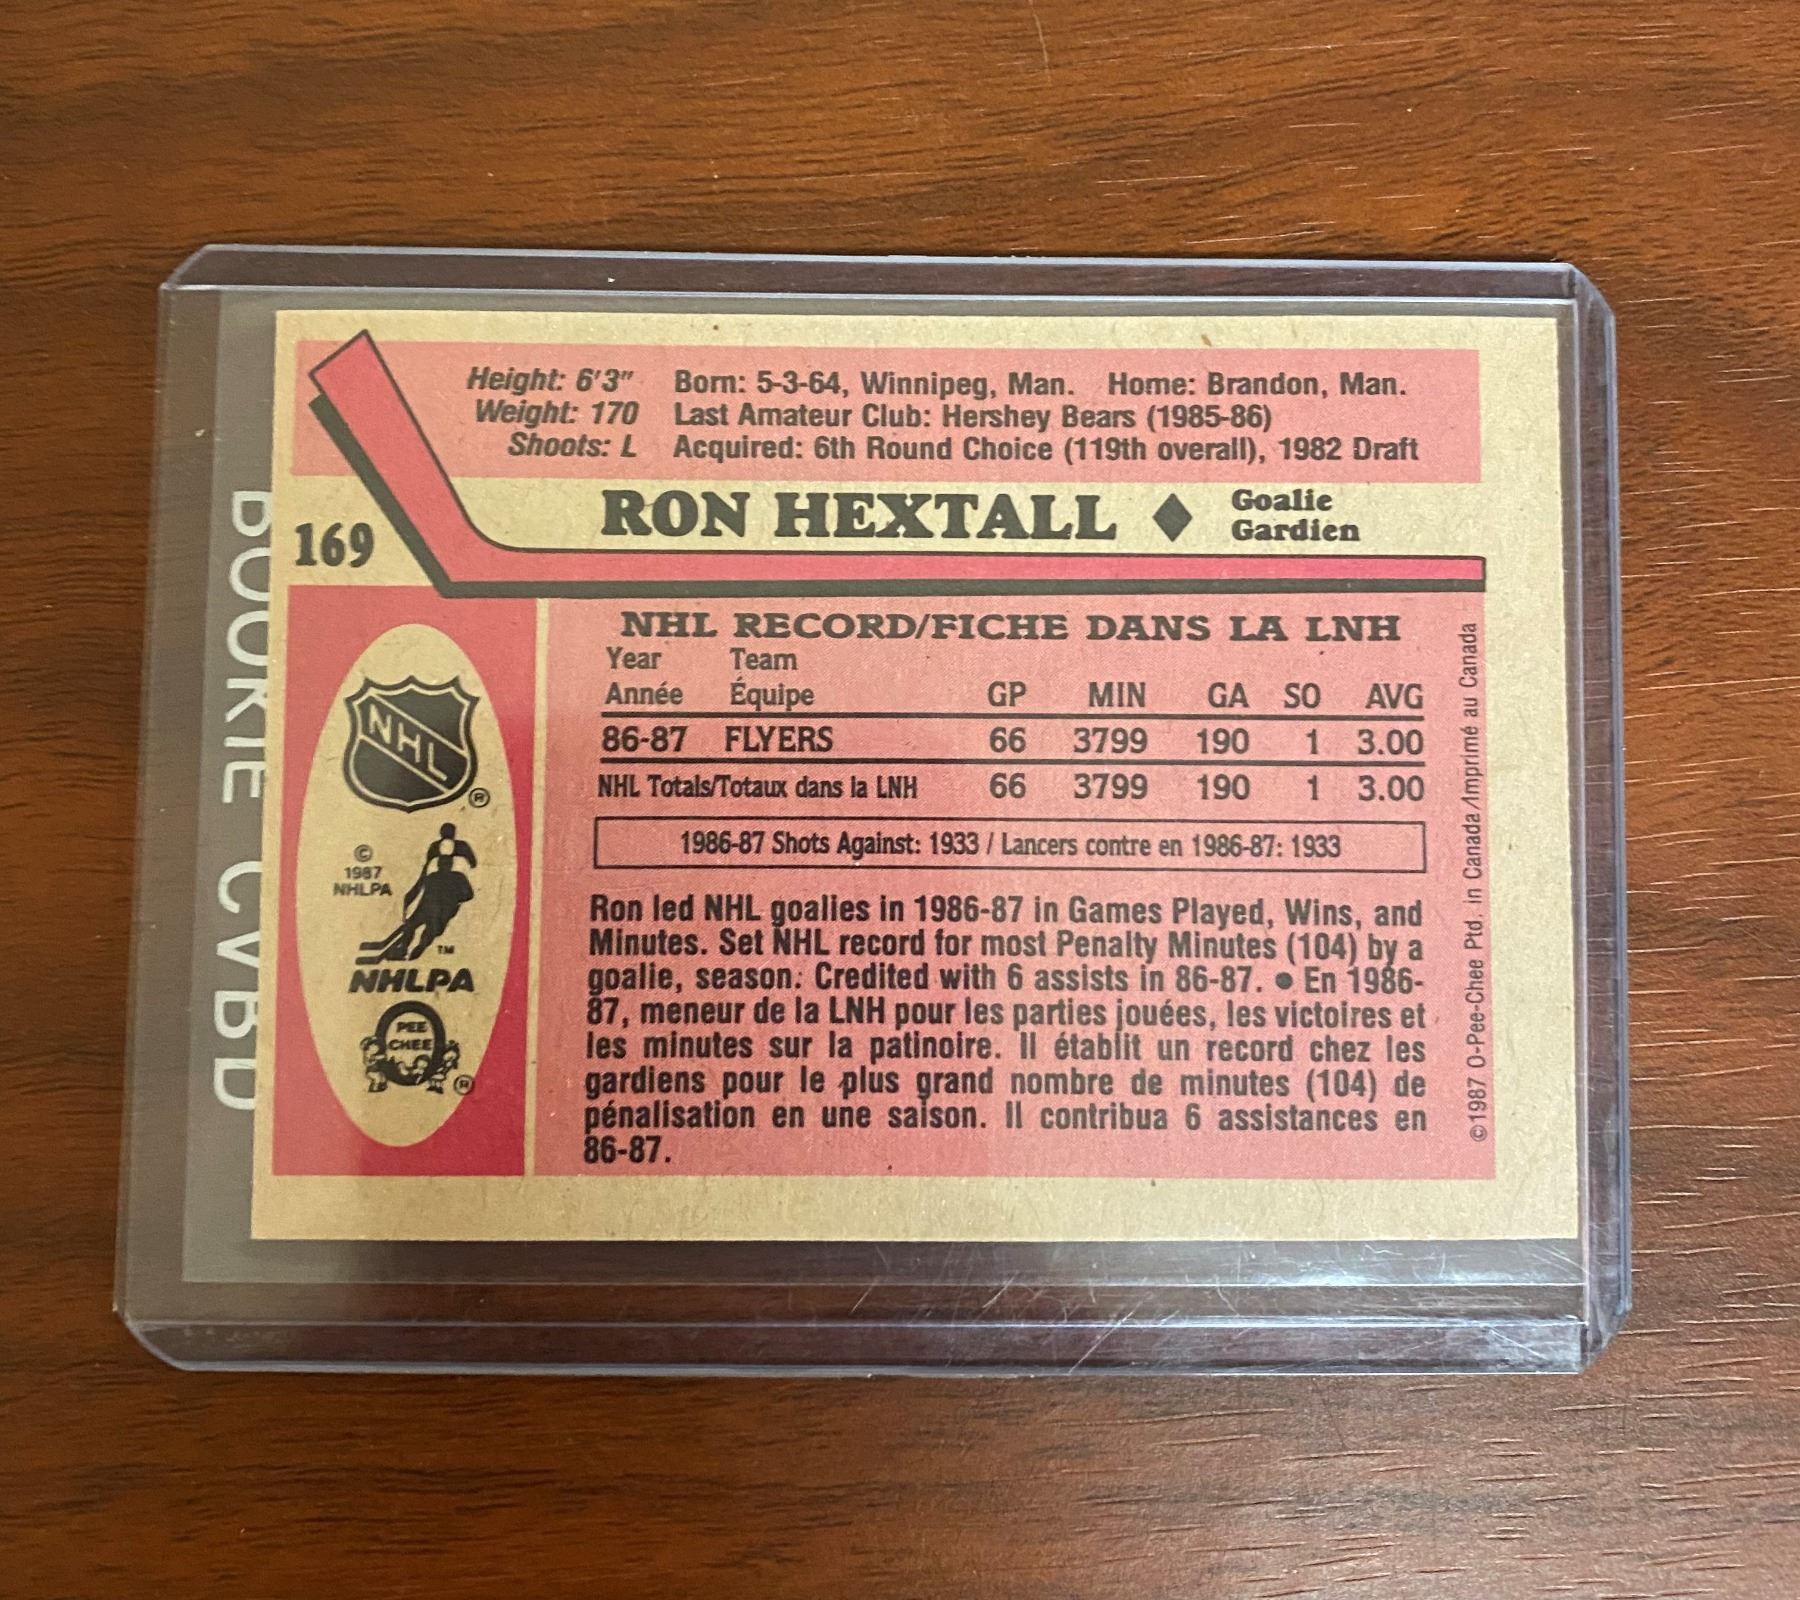 Height: 6'3" Born: 5-3-64, Winnipeg, Man. Home: Brandon, Man.
Weight: 170 Last Amateur Club: Hershey Bears (1985-86)
Shoots: L Acquired: 6th Round Choice (119th overall), 1982 Draft
RON HEXTALL ♦ Goalie
Gardien
169
NHL RECORD/FICHE DANS LA LNH
Year Team
Année Équipe GP MIN GA SO AVG
86-87 FLYERS 66 3799 190 1 3.00
NHL Totals/Totaux dans la LNH 66 3799 190 1 3.00
1986-87 Shots Against: 1933 / Lancers contre en 1986-87: 1933
Ron led NHL goalies in 1986-87 in Games Played, Wins, and
Minutes. Set NHL record for most Penalty Minutes (104) by a
goalie, season. Credited with 6 assists in 86-87. ● En 1986-
87, meneur de la LNH pour les parties jouées, les victoires et
les minutes sur la patinoire. Il établit un record chez les
gardiens pour le plus grand nombre de minutes (104) de
pénalisation en une saison. Il contribua 6 assistances en
86-87.
NHL
®
©
1987
NHLPA
TM
NHLPA
PEE
CHEE
®
©1987 O-Pee-Chee Ptd. in Canada/Imprimé au Canada